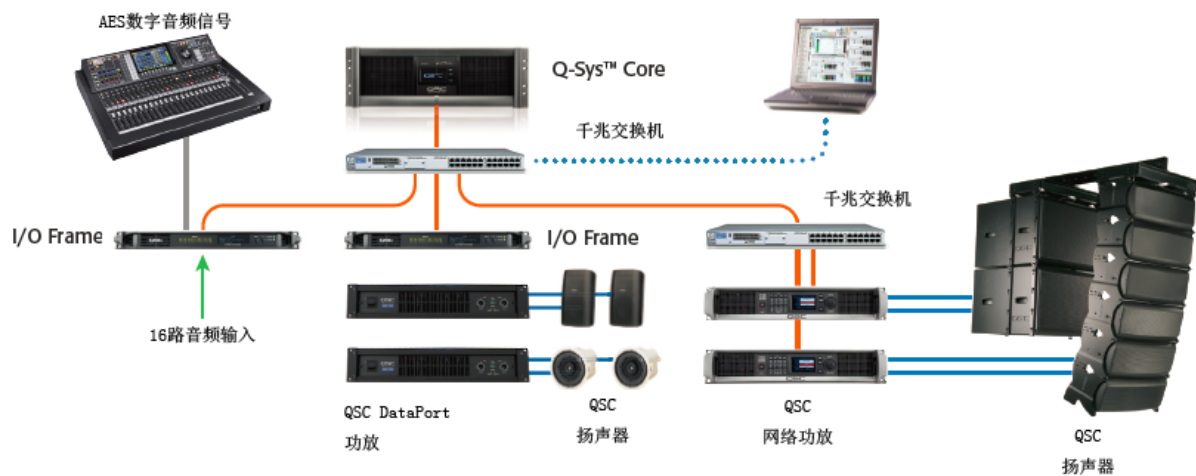 AES数字音频信号
Q-Sys™ Core
千兆交换机
千兆交换机
I/O Frame
I/O Frame
16路音频输入
QSC DataPort
功放
QSC
扬声器
QSC
网络功放
QSC
扬声器